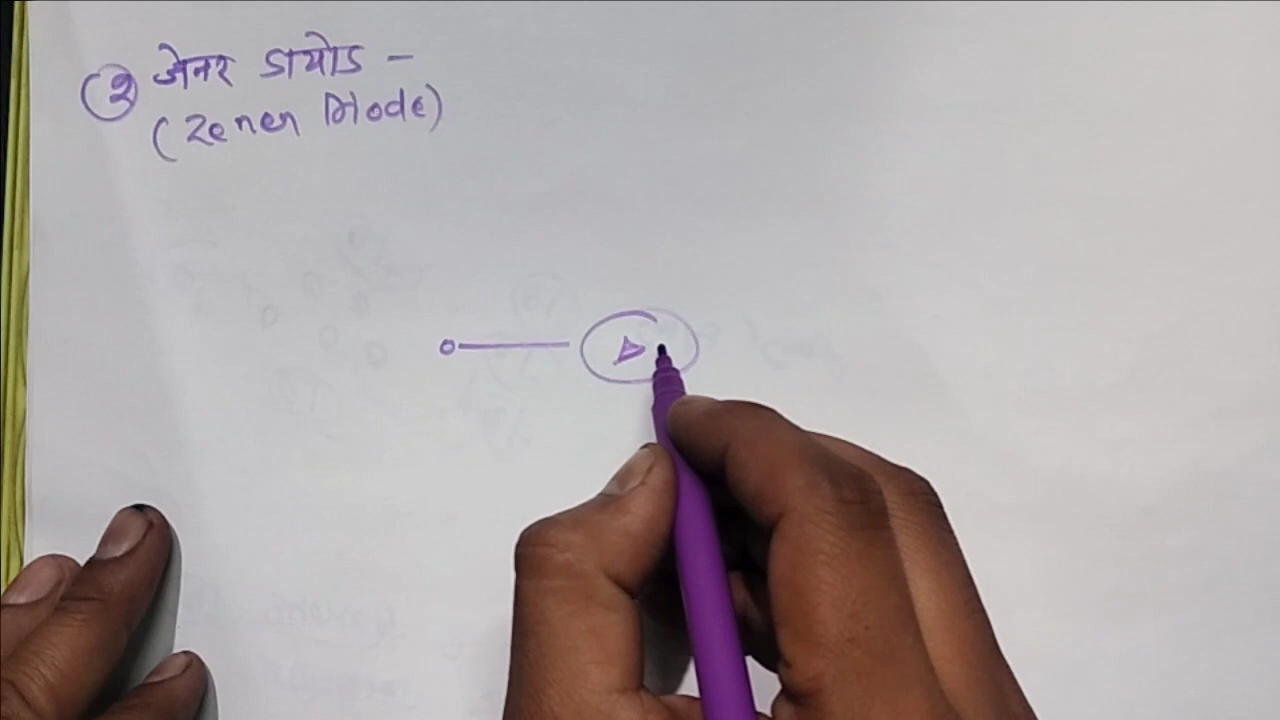 (2) जेनर डायोड -
(Zener Diode)